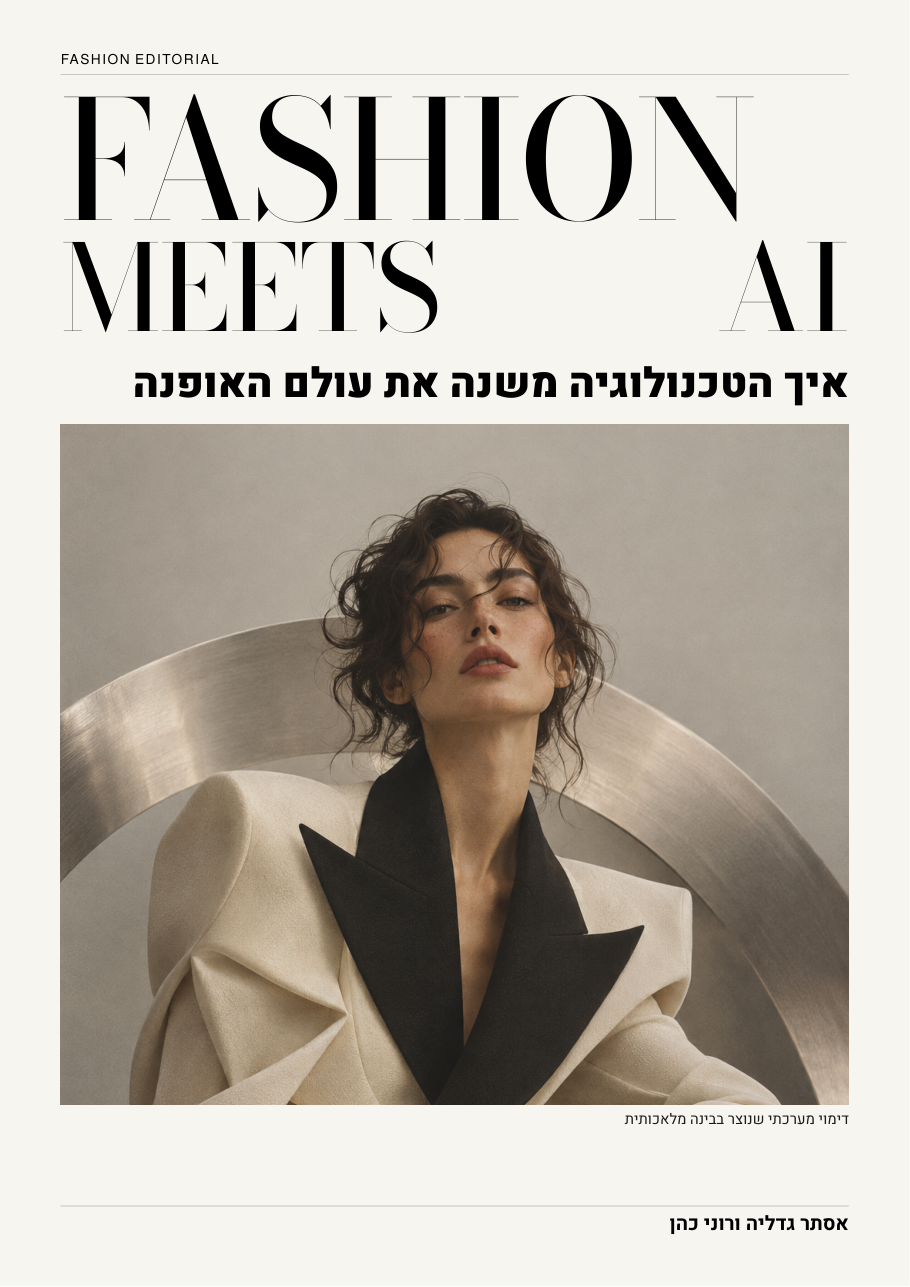 FASHION EDITORIAL
FASHION
MEETS AI
איך הטכנולוגיה משנה את עולם האופנה
דימוי מערכתי שנוצר בבינה מלאכותית
אסתר גדליה ורוני כהן